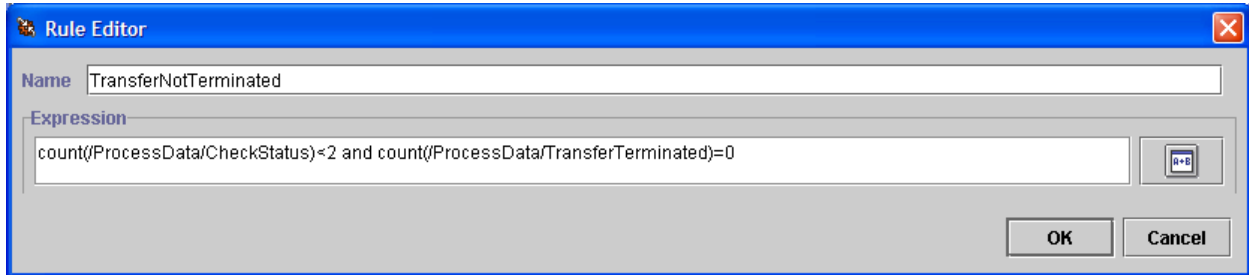 Rule Editor
Name TransferNotTerminated
Expression
count(/ProcessData/CheckStatus)<2 and count(/ProcessData/TransferTerminated)=0
A+B
OK Cancel